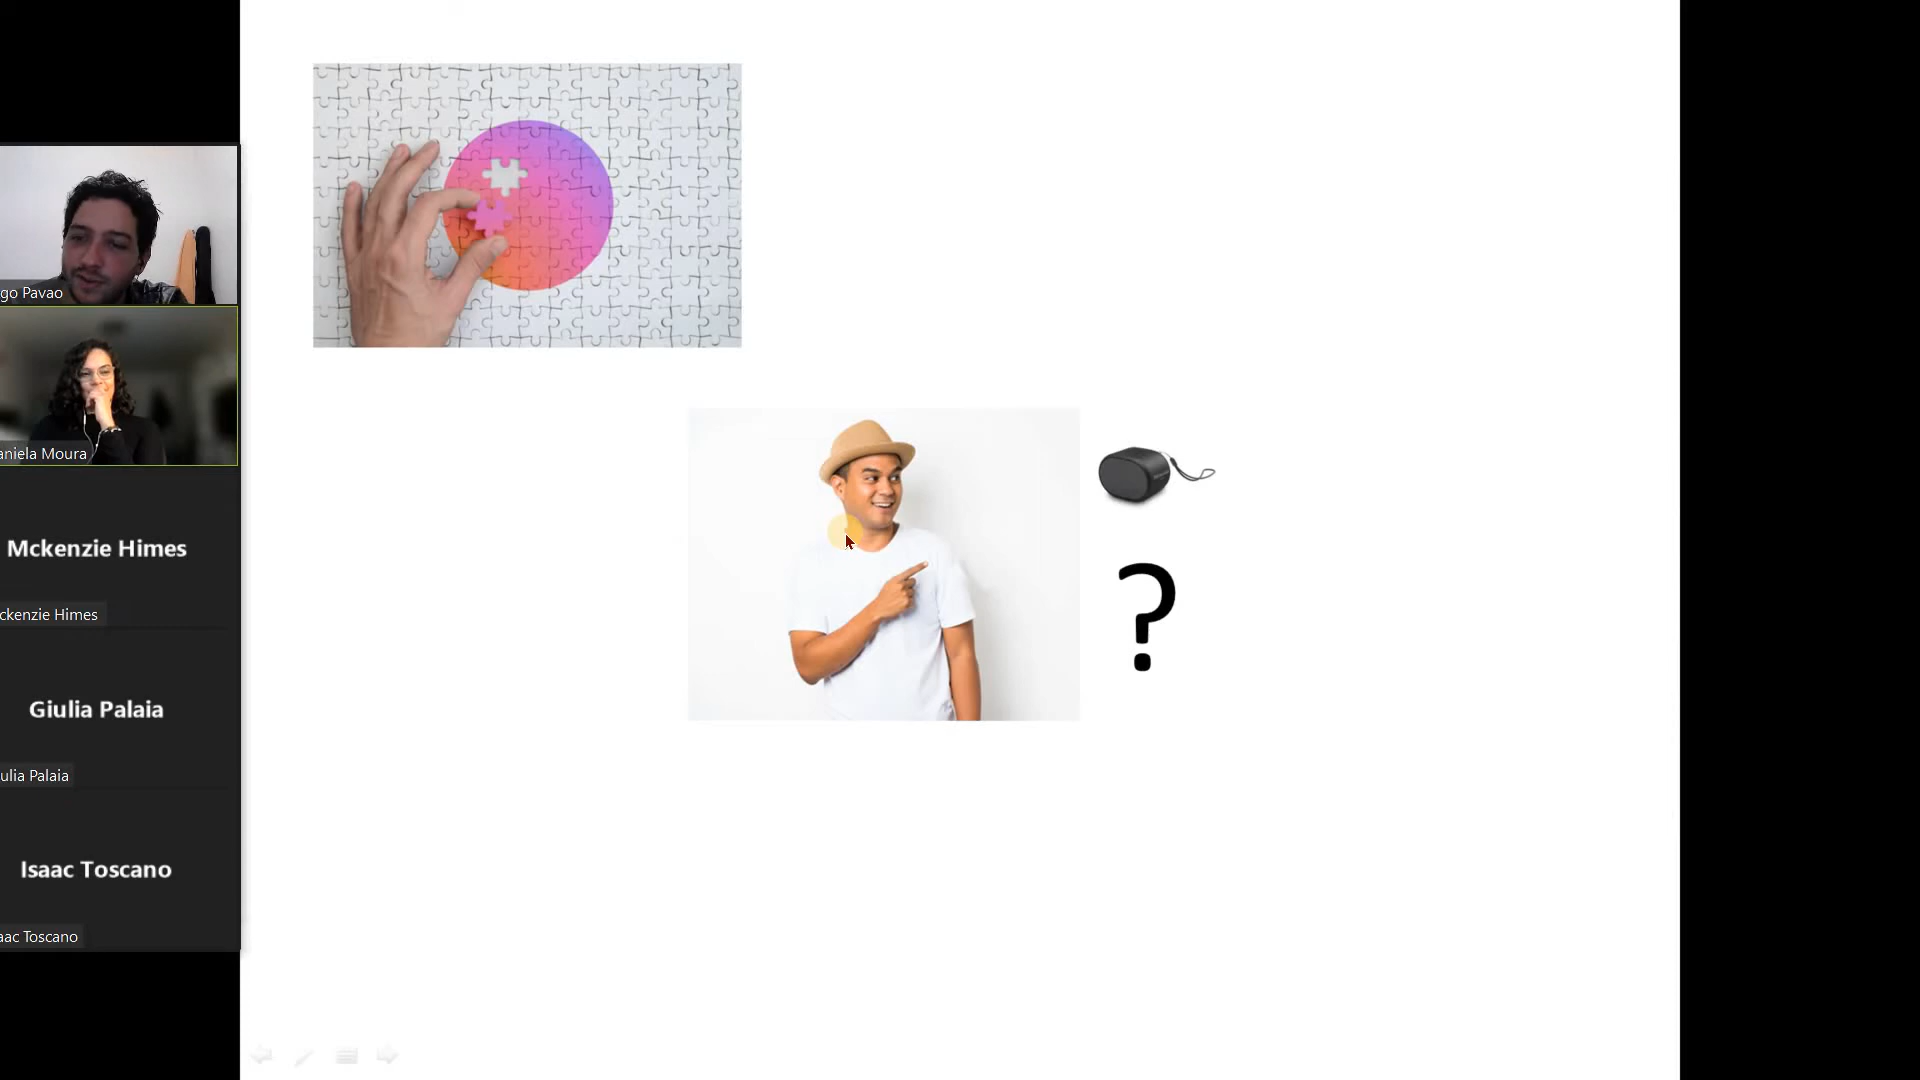 go Pavao
aniela Moura
Mckenzie Himes
ckenzie Himes
Giulia Palaia
ulia Palaia
Isaac Toscano
aac Toscano
?